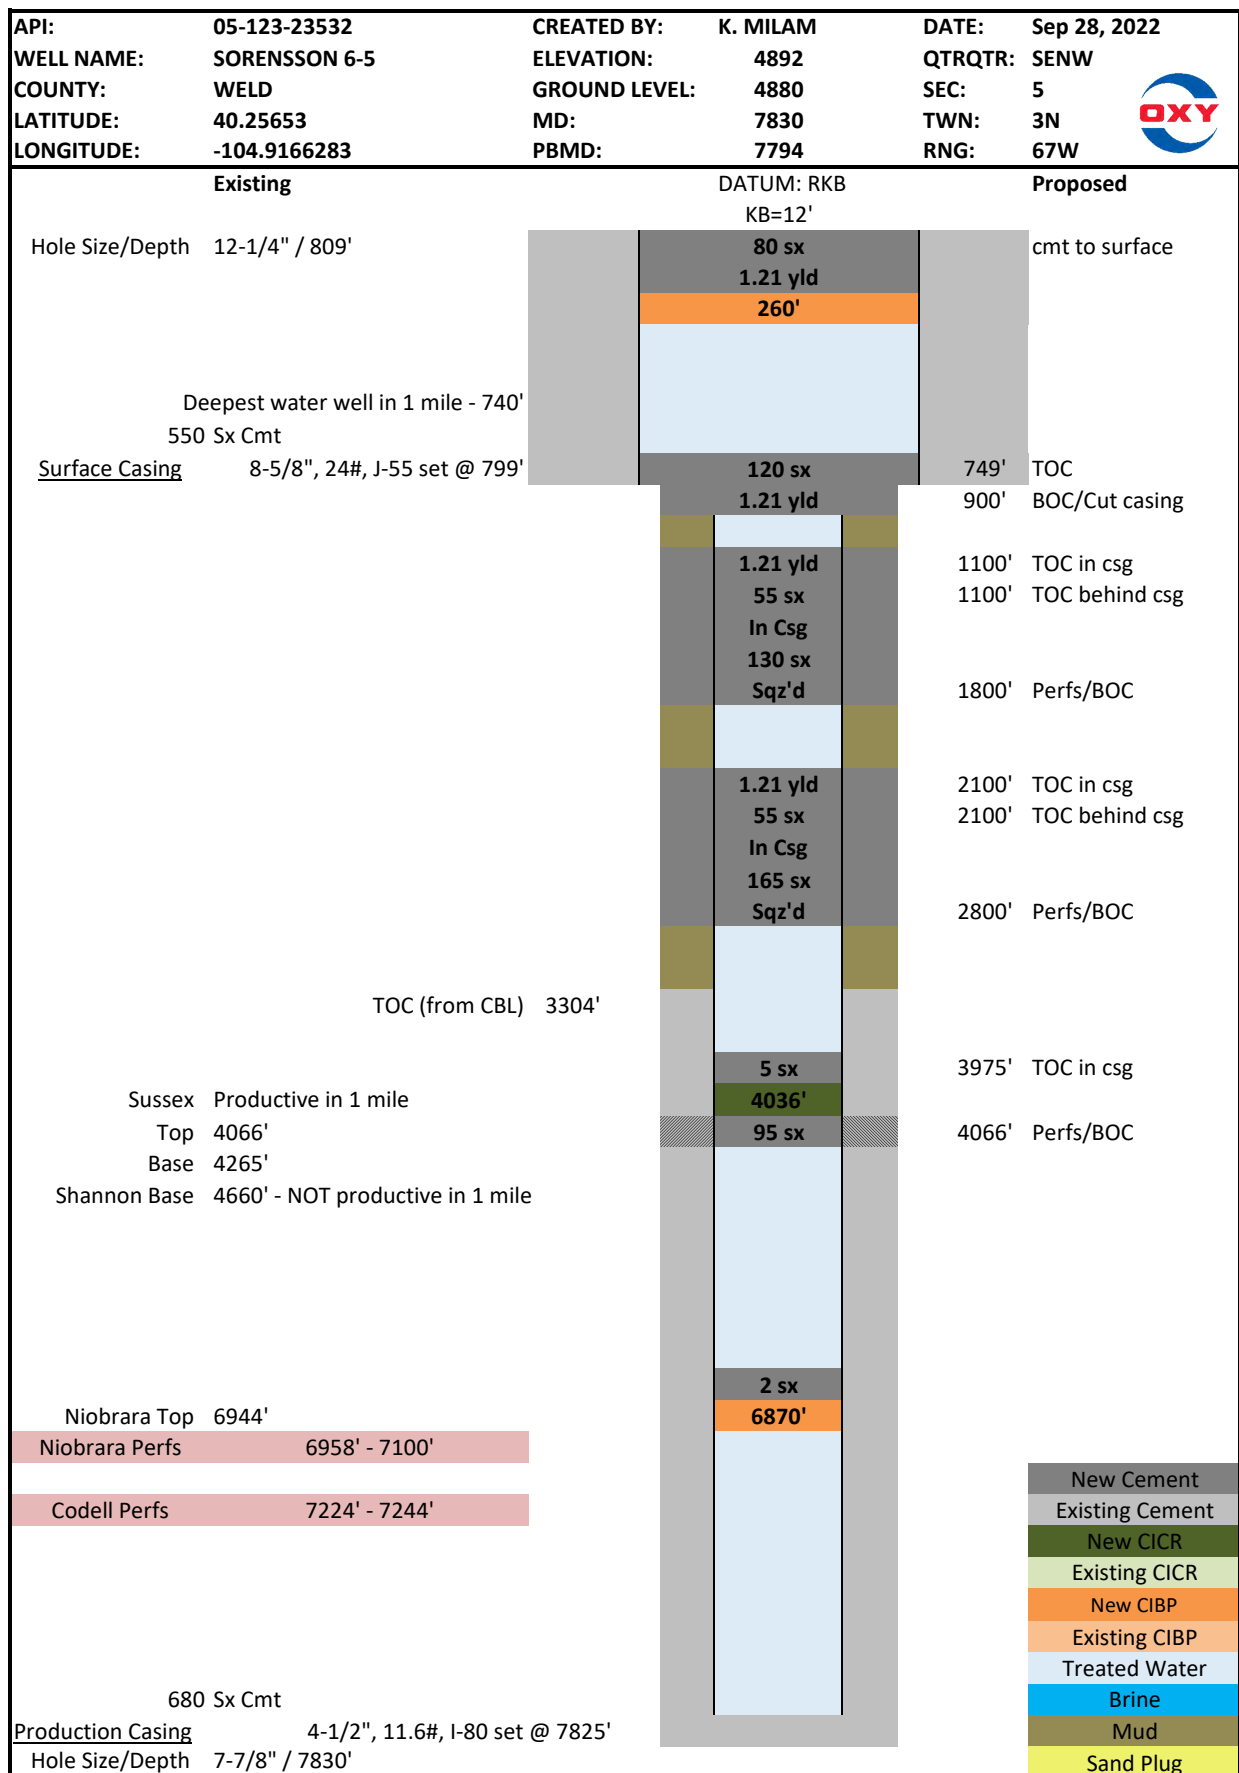 API: 05-123-23532 CREATED BY: K. MILAM DATE: Sep 28, 2022
WELL NAME: SORENSSON 6-5 ELEVATION: 4892 QTRQTR: SENW
COUNTY: WELD GROUND LEVEL: 4880 SEC: 5
LATITUDE: 40.25653 MD: 7830 TWN: 3N
LONGITUDE: -104.9166283 PBMD: 7794 RNG: 67W
OXY
Existing DATUM: RKB Proposed
KB=12'
Hole Size/Depth 12-1/4" / 809' 80 sx cmt to surface
1.21 yld
260'
Deepest water well in 1 mile - 740'
550 Sx Cmt
Surface Casing 8-5/8", 24#, J-55 set @ 799' 120 sx 749' TOC
1.21 yld 900' BOC/Cut casing
1.21 yld 1100' TOC in csg
55 sx 1100' TOC behind csg
In Csg
130 sx
Sqz'd 1800' Perfs/BOC
1.21 yld 2100' TOC in csg
55 sx 2100' TOC behind csg
In Csg
165 sx
Sqz'd 2800' Perfs/BOC
TOC (from CBL) 3304'
5 sx 3975' TOC in csg
Sussex Productive in 1 mile 4036'
Top 4066' 95 sx 4066' Perfs/BOC
Base 4265'
Shannon Base 4660' - NOT productive in 1 mile
2 sx
Niobrara Top 6944' 6870'
Niobrara Perfs 6958' - 7100'
New Cement
Codell Perfs 7224' - 7244' Existing Cement
New CICR
Existing CICR
New CIBP
Existing CIBP
Treated Water
680 Sx Cmt Brine
Production Casing 4-1/2", 11.6#, I-80 set @ 7825' Mud
Hole Size/Depth 7-7/8" / 7830' Sand Plug